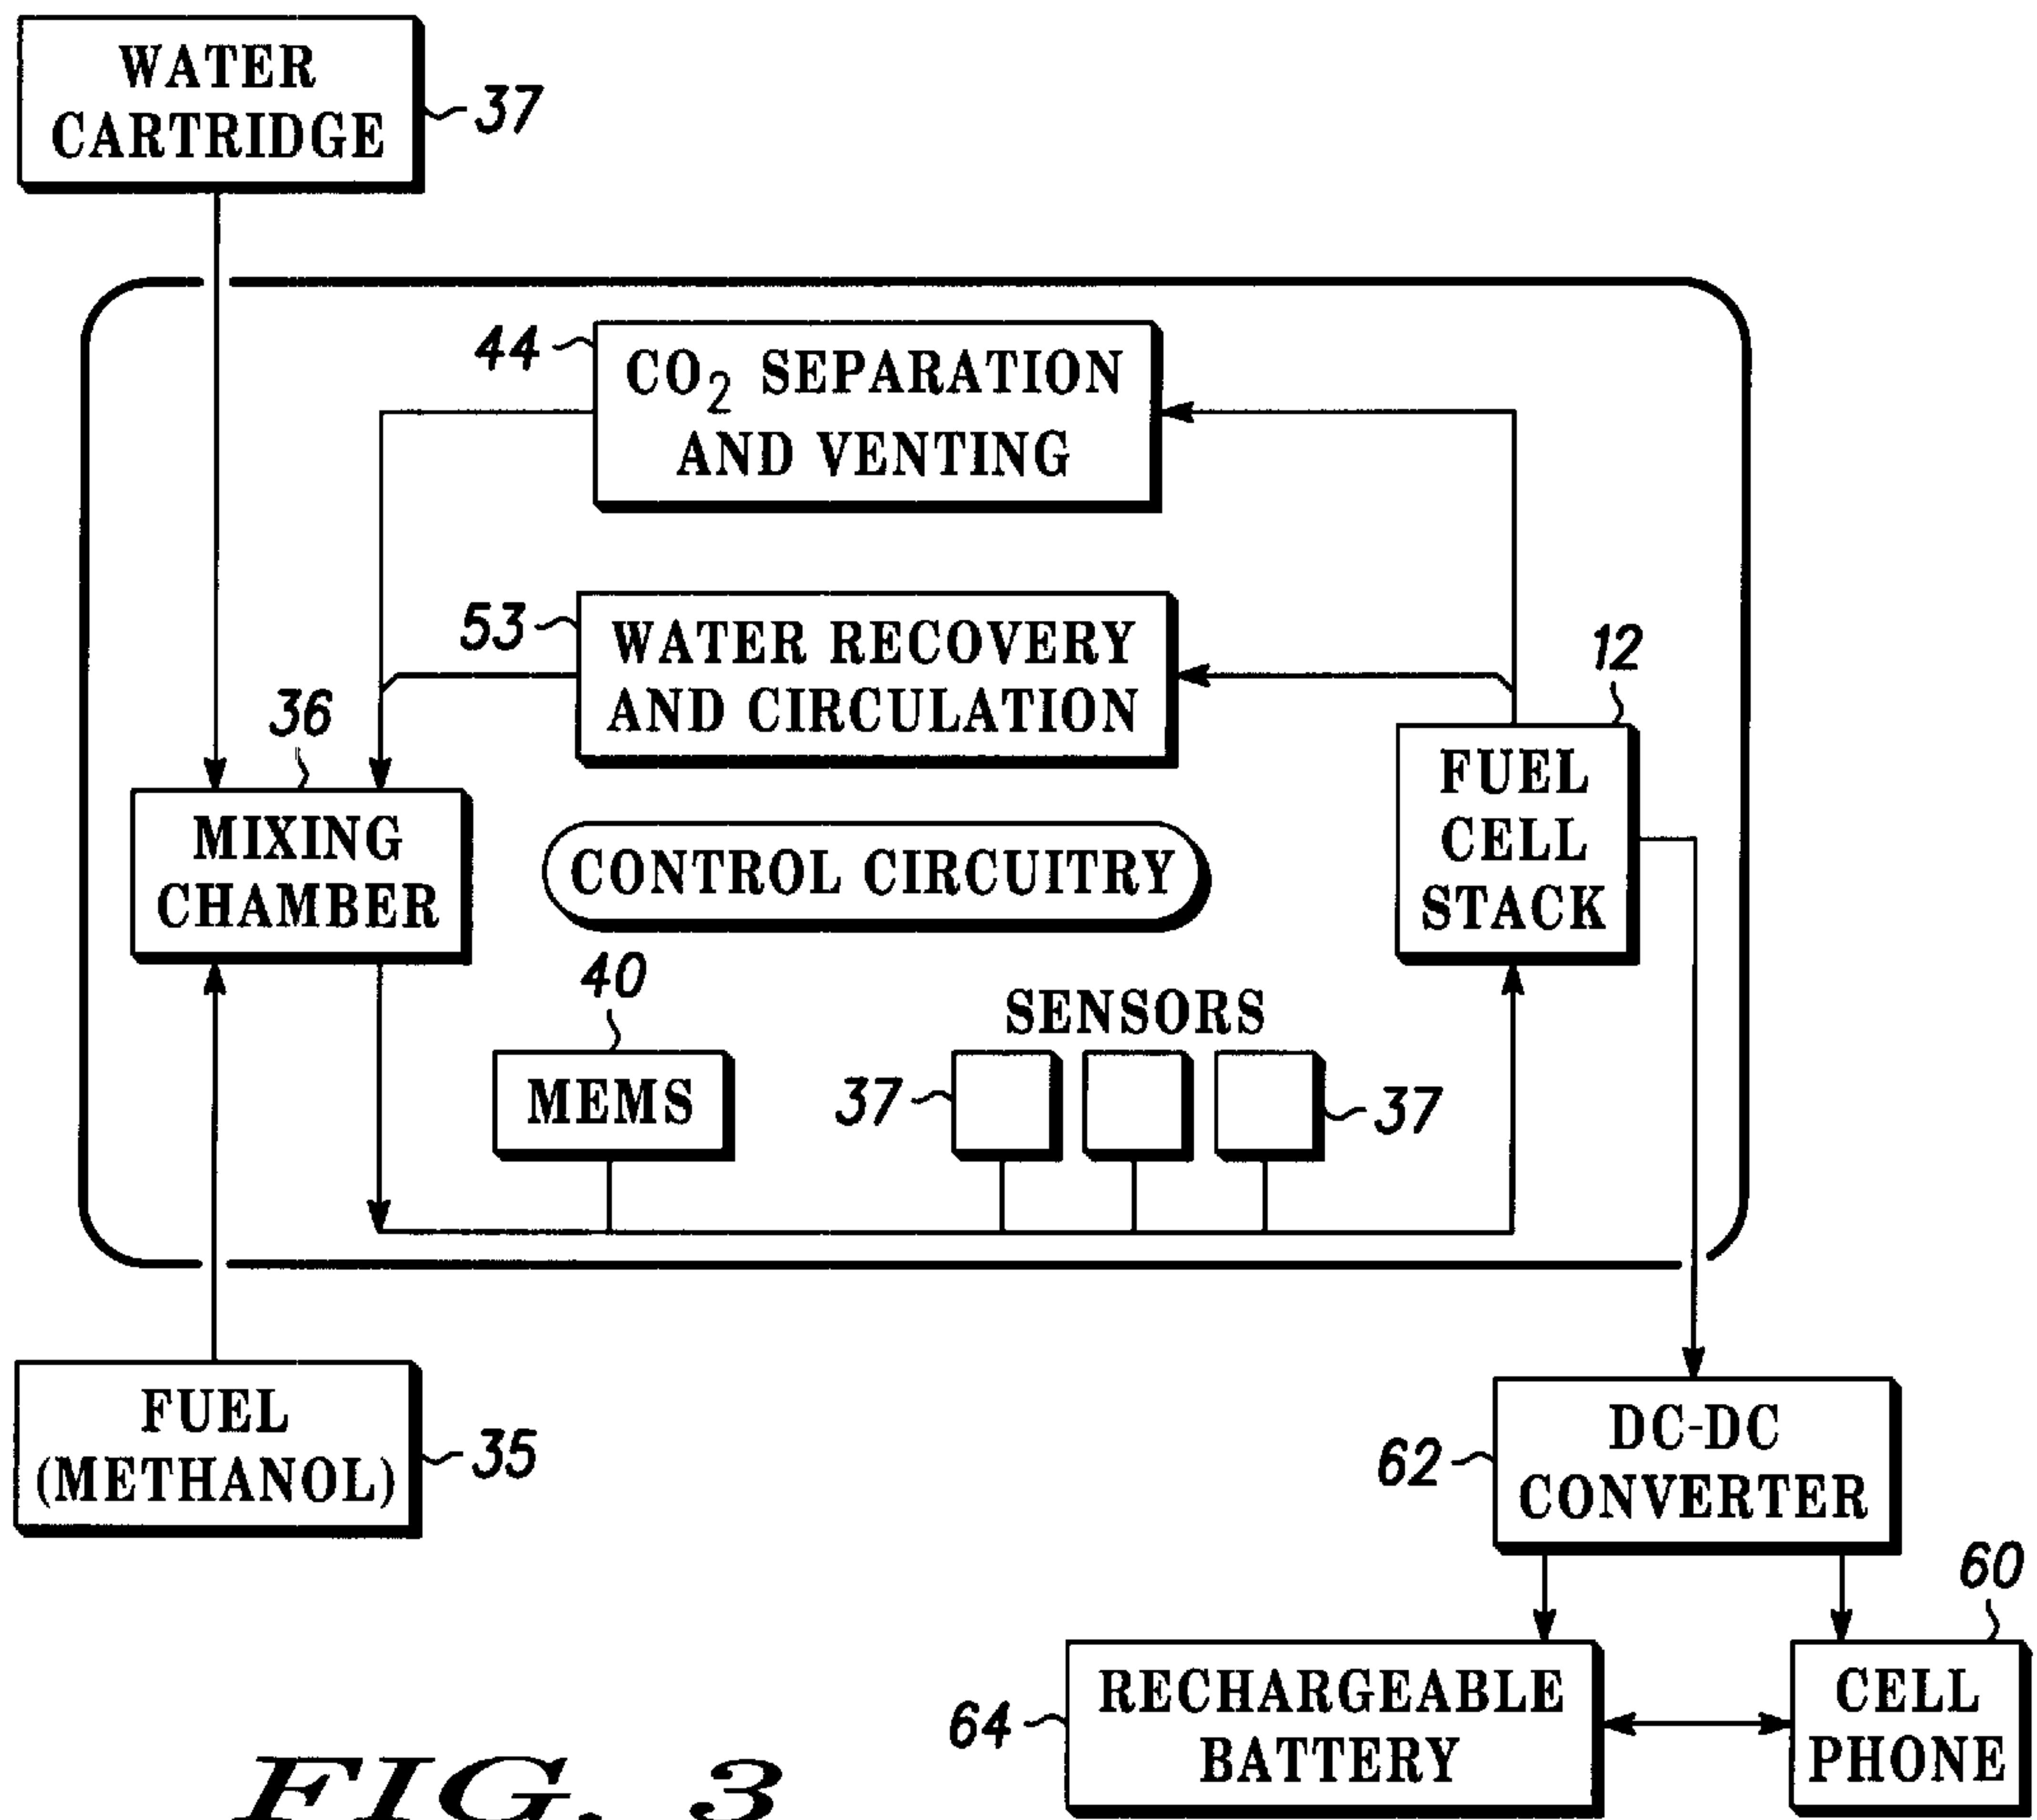 WATER
CARTRIDGE
37
44
CO2 SEPARATION
AND VENTING
53
WATER RECOVERY
AND CIRCULATION
12
FUEL
CELL
STACK
36
MIXING
CHAMBER
CONTROL CIRCUITRY
40
MEMS
SENSORS
37
37
FUEL
(METHANOL)
35
62
DC-DC
CONVERTER
60
64
RECHARGEABLE
BATTERY
CELL
PHONE
FIG. 3